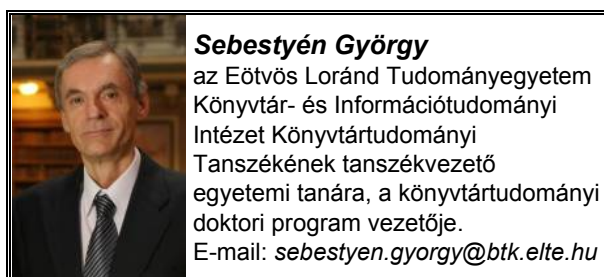 Sebestyén György
az Eötvös Loránd Tudományegyetem
Könyvtár- és Információtudományi
Intézet Könyvtártudományi
Tanszékének tanszékvezető
egyetemi tanára, a könyvtártudományi
doktori program vezetője.
E-mail: sebestyen.gyorgy@btk.elte.hu